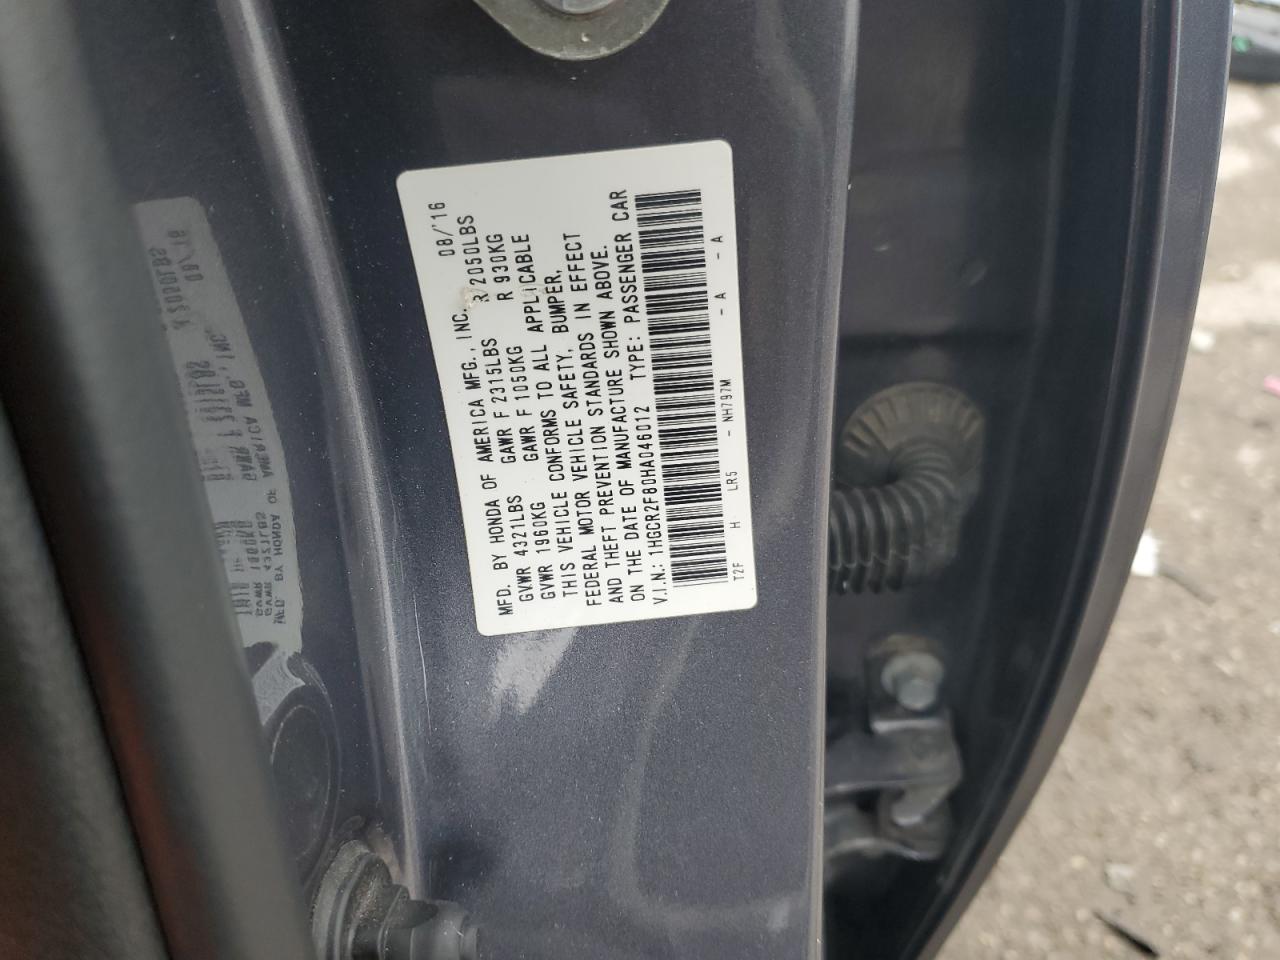 MFD. BY HONDA OF AMERICA MFG., INC. 08/'16
GVWR 4321LBS GAWR F 2315LBS R 2050LBS
GVWR 1960KG GAWR F 1050KG R 930KG
THIS VEHICLE CONFORMS TO ALL APPLICABLE
FEDERAL MOTOR VEHICLE SAFETY, BUMPER,
AND THEFT PREVENTION STANDARDS IN EFFECT
ON THE DATE OF MANUFACTURE SHOWN ABOVE.
V.I.N.: 1HGCR2F80HA046012 TYPE: PASSENGER CAR
T2F H LR5 - NH797M - A - A